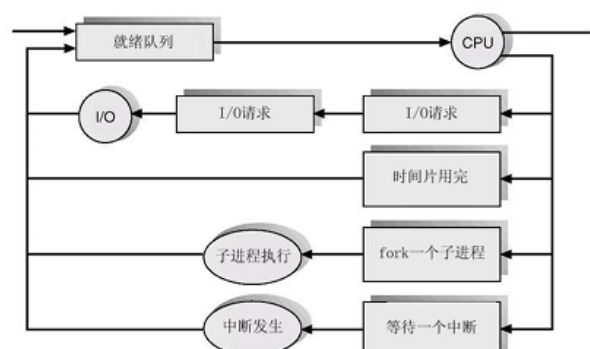 就绪队列
CPU
I/O
I/O请求
I/O请求
时间片用完
子进程执行
fork一个子进程
中断发生
等待一个中断